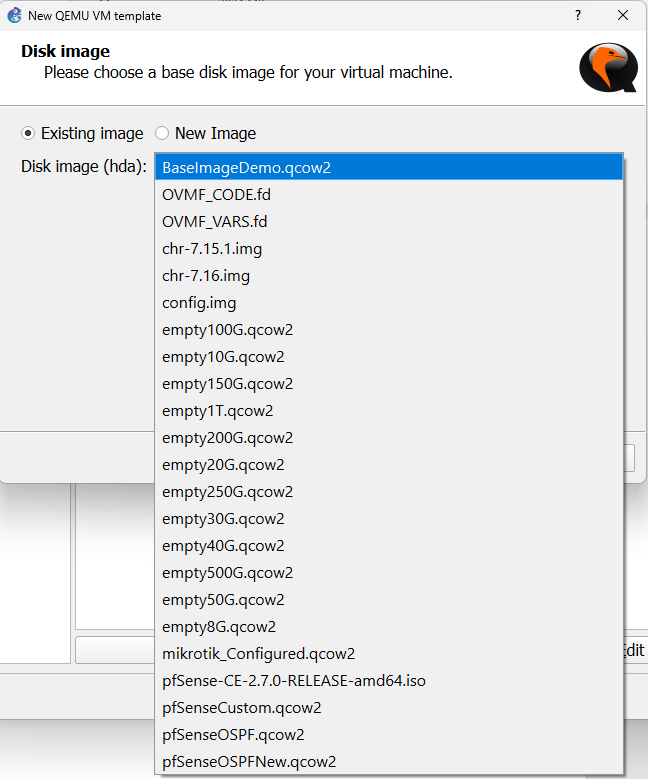 New QEMU VM template
Disk image
Please choose a base disk image for your virtual machine.
Existing image New Image
Disk image (hda):
BaseImageDemo.qcow2
OVMF_CODE.fd
OVMF_VARS.fd
chr-7.15.1.img
chr-7.16.img
config.img
empty100G.qcow2
empty10G.qcow2
empty150G.qcow2
empty1T.qcow2
empty200G.qcow2
empty20G.qcow2
empty250G.qcow2
empty30G.qcow2
empty40G.qcow2
empty500G.qcow2
empty50G.qcow2
empty8G.qcow2
mikrotik_Configured.qcow2
Edit
pfSense-CE-2.7.0-RELEASE-amd64.iso
pfSenseCustom.qcow2
pfSenseOSPF.qcow2
pfSenseOSPFNew.qcow2